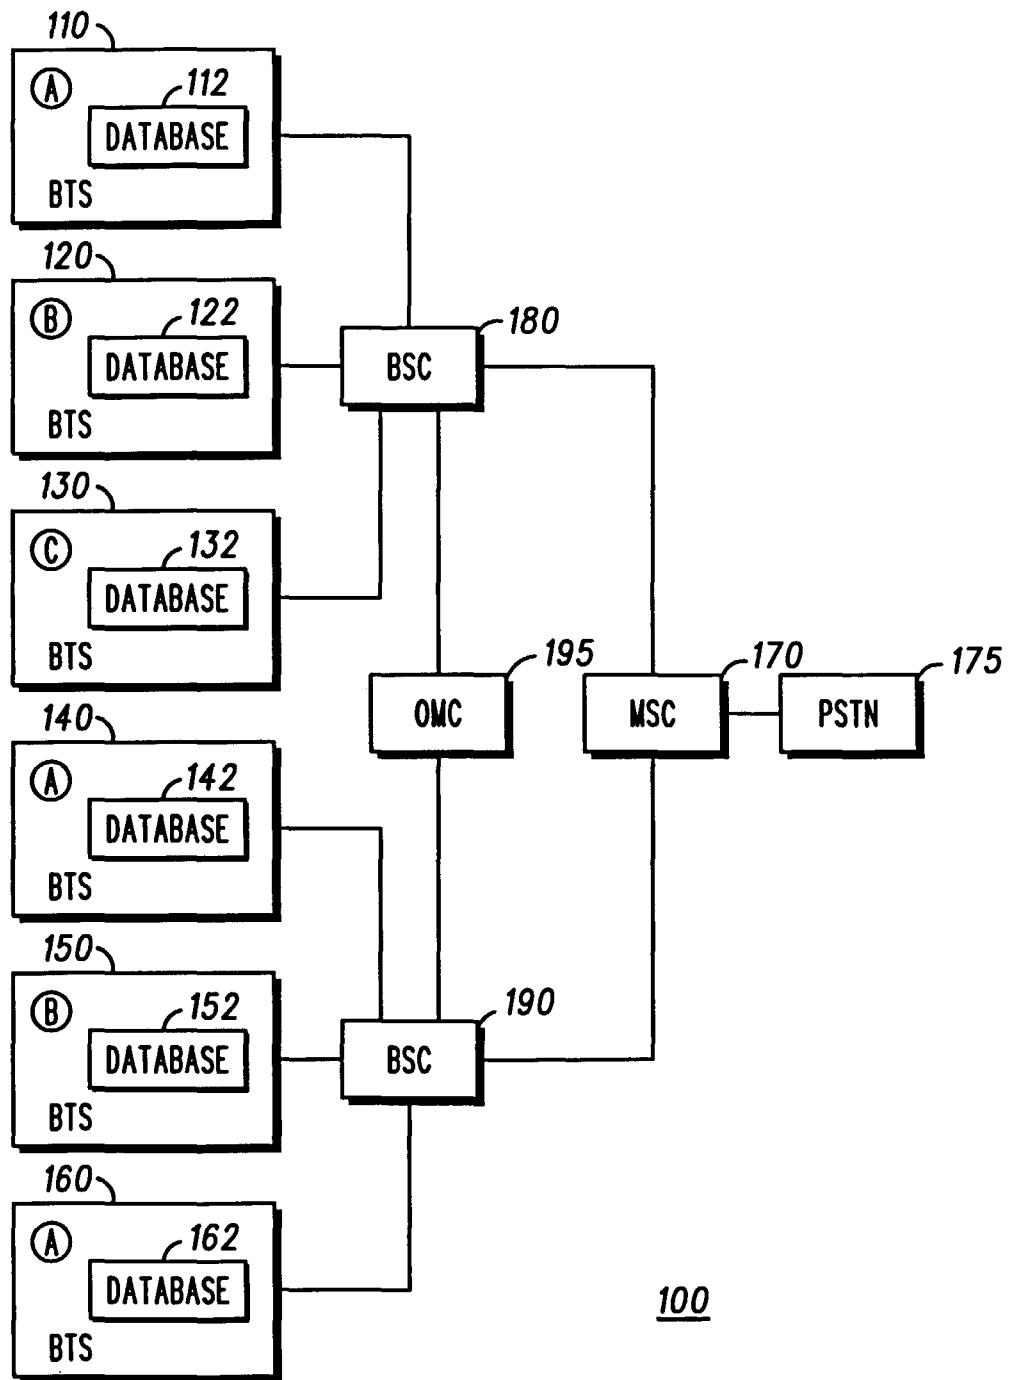 110
A
112
DATABASE
BTS
120
B
122
DATABASE
BTS
180
BSC
130
C
132
DATABASE
BTS
195
OMC
170
MSC
175
PSTN
140
A
142
DATABASE
BTS
150
B
152
DATABASE
BTS
190
BSC
160
A
162
DATABASE
BTS
100